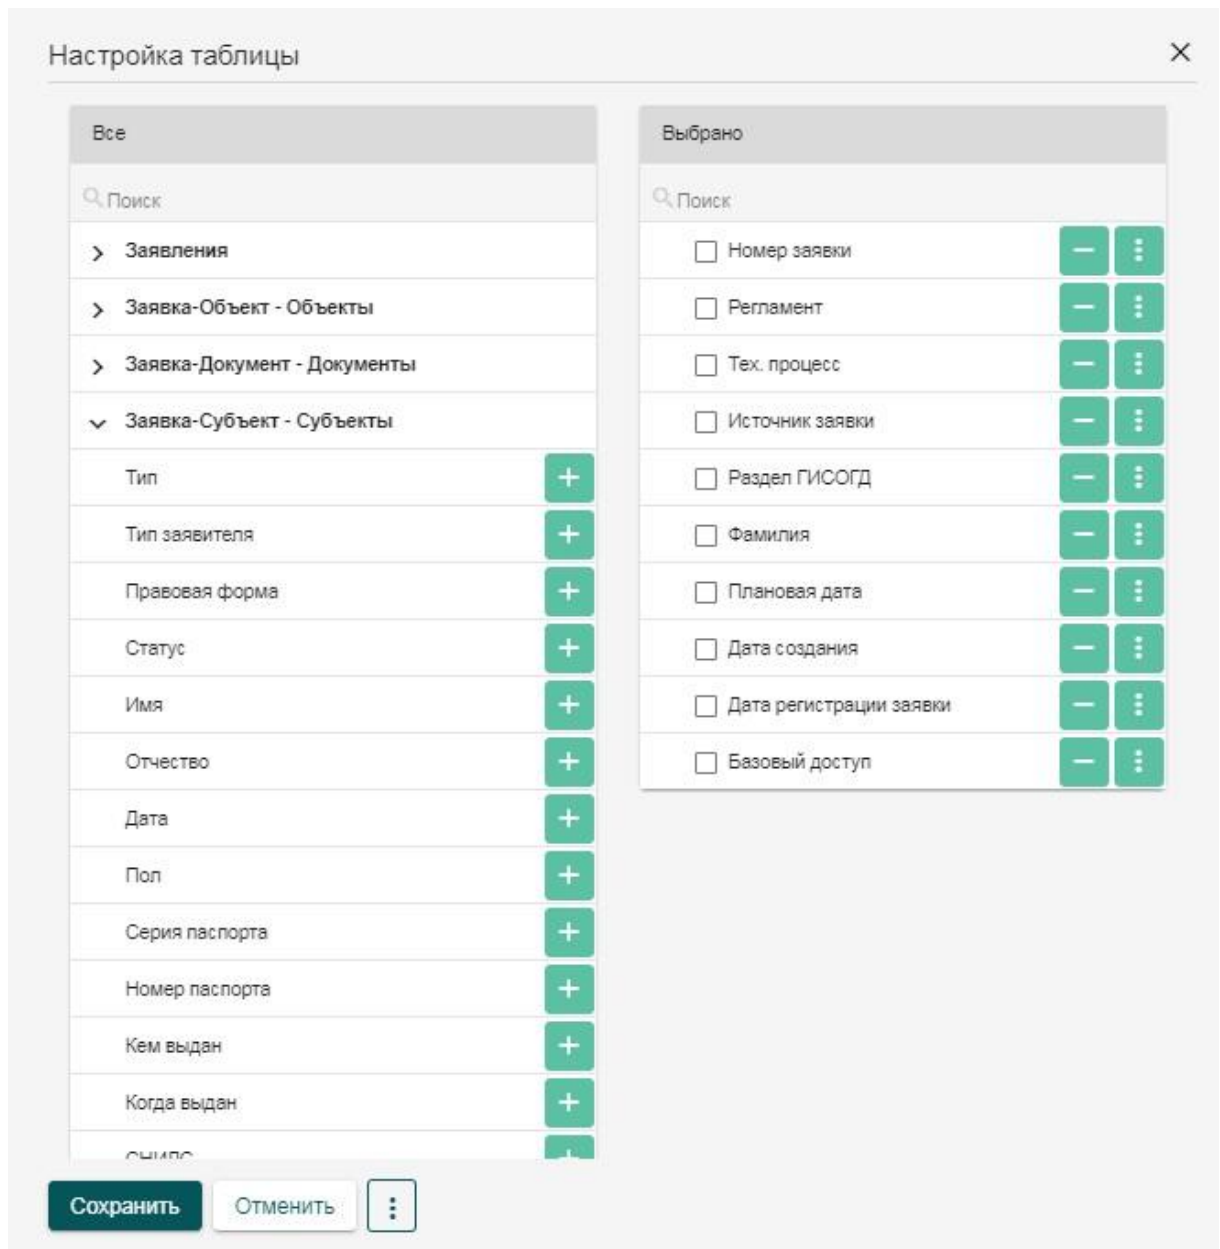 Настройка таблицы
Все
Поиск
Заявления
Заявка-Объект - Объекты
Заявка-Документ - Документы
Заявка-Субъект - Субъекты
Тип
Тип заявителя
Правовая форма
Статус
Имя
Отчество
Дата
Пол
Серия паспорта
Номер паспорта
Кем выдан
Когда выдан
СНИЛС
Выбрано
Поиск
Номер заявки
Регламент
Тех. процесс
Источник заявки
Раздел ГИСОГД
Фамилия
Плановая дата
Дата создания
Дата регистрации заявки
Базовый доступ
Сохранить
Отменить